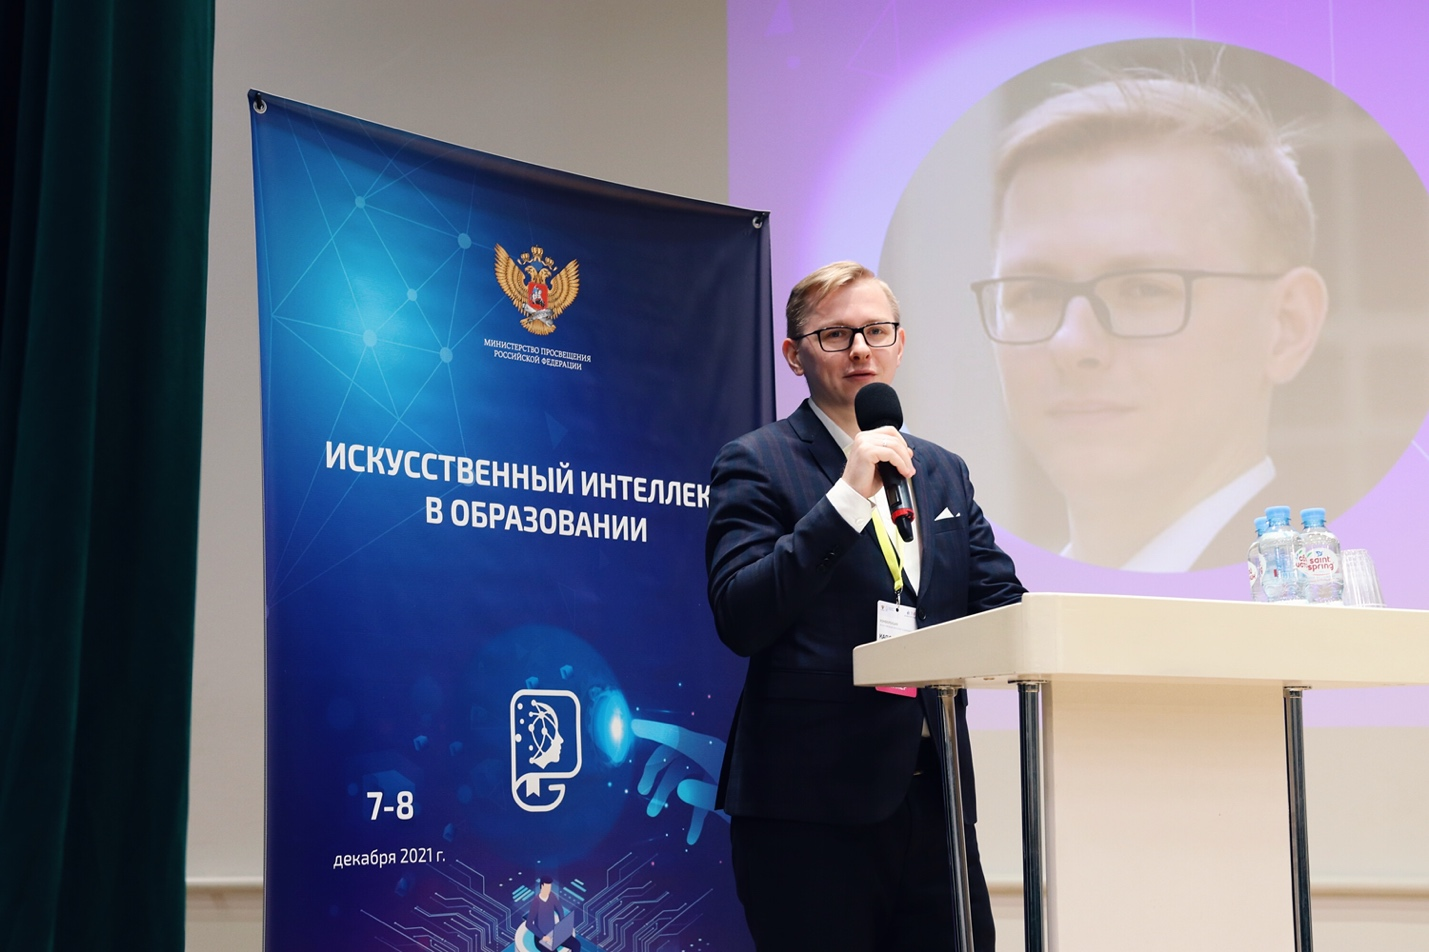 МИНИСТЕРСТВО ПРОСВЕЩЕНИЯ
РОССИЙСКОЙ ФЕДЕРАЦИИ
ИСКУССТВЕННЫЙ ИНТЕЛЛЕК
В ОБРАЗОВАНИИ
7-8
декабря 2021 г.
saint
spring